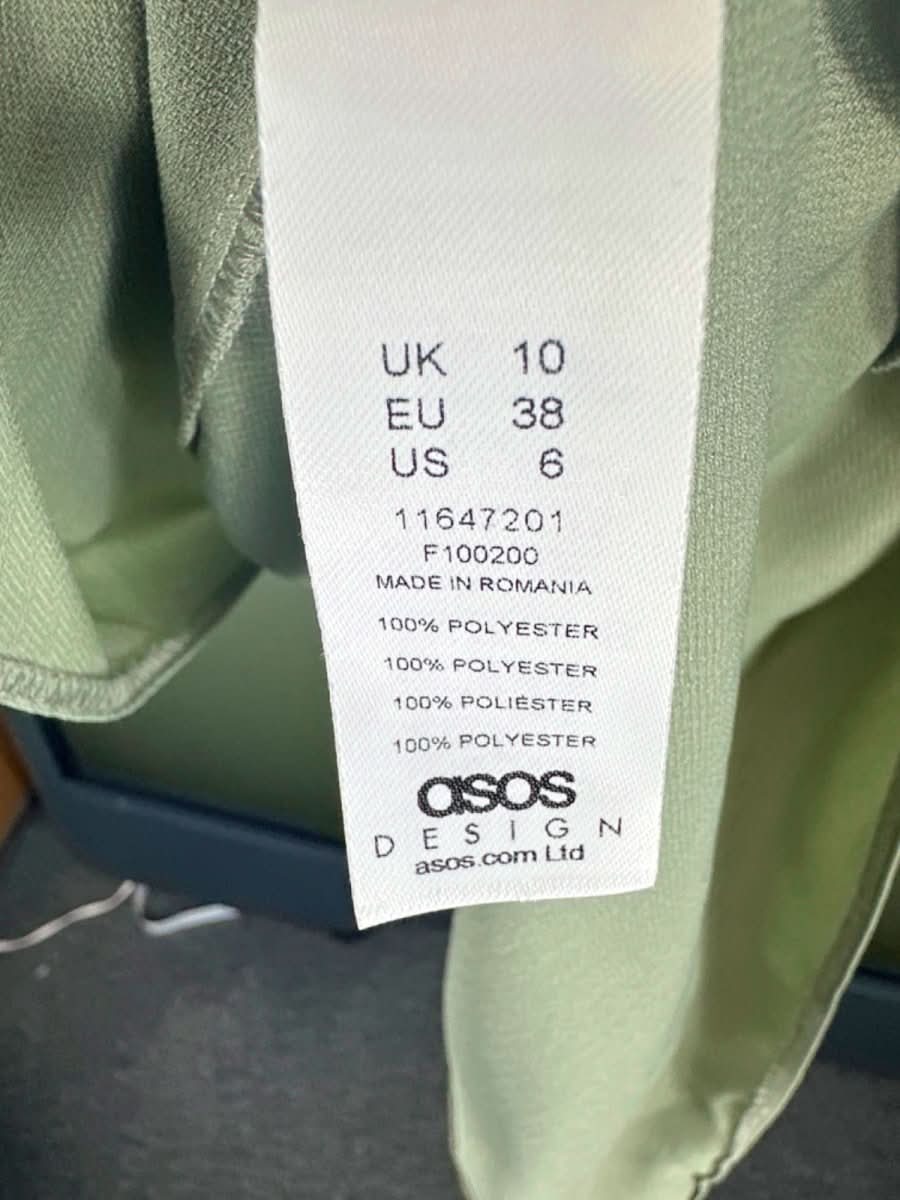 UK 10
EU 38
US 6
11647201
F100200
MADE IN ROMANIA
100% POLYESTER
100% POLYESTER
100% POLIÉSTER
100% POLYESTER
asos
DESIGN
asos.com Ltd